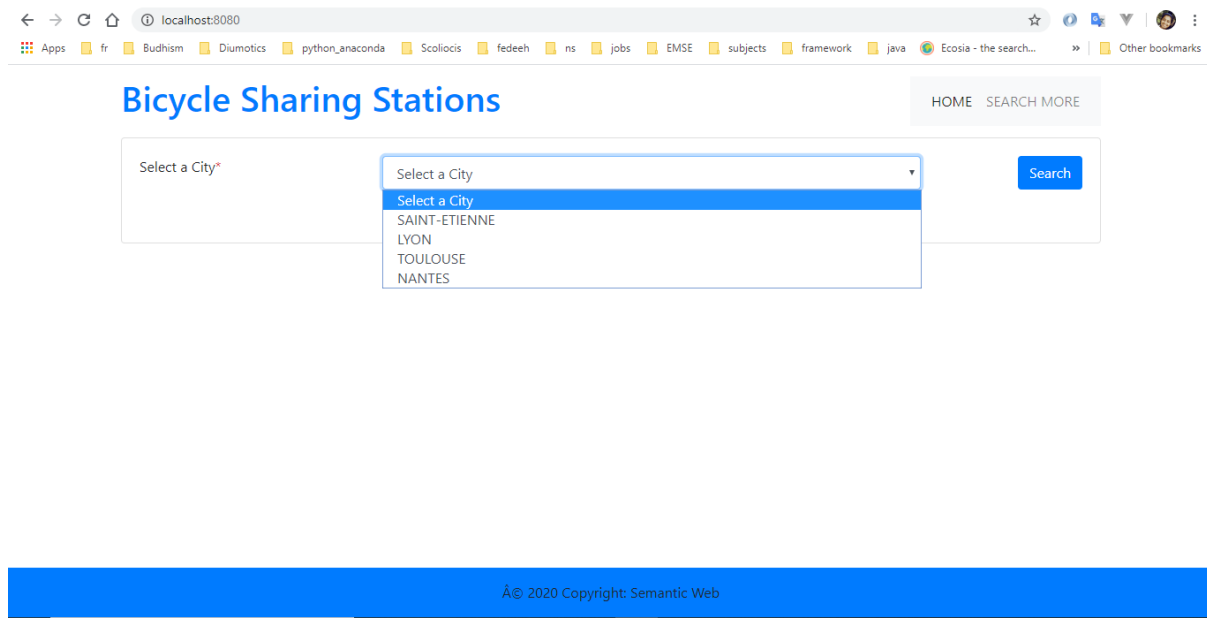 localhost:8080
Apps fr Budhism Diumotics python_anaconda Scoliocis fedeeh ns jobs EMSE subjects framework java Ecosia - the search... » Other bookmarks
Bicycle Sharing Stations
HOME SEARCH MORE
Select a City* Select a City Search
Select a City
SAINT-ETIENNE
LYON
TOULOUSE
NANTES
Â© 2020 Copyright: Semantic Web